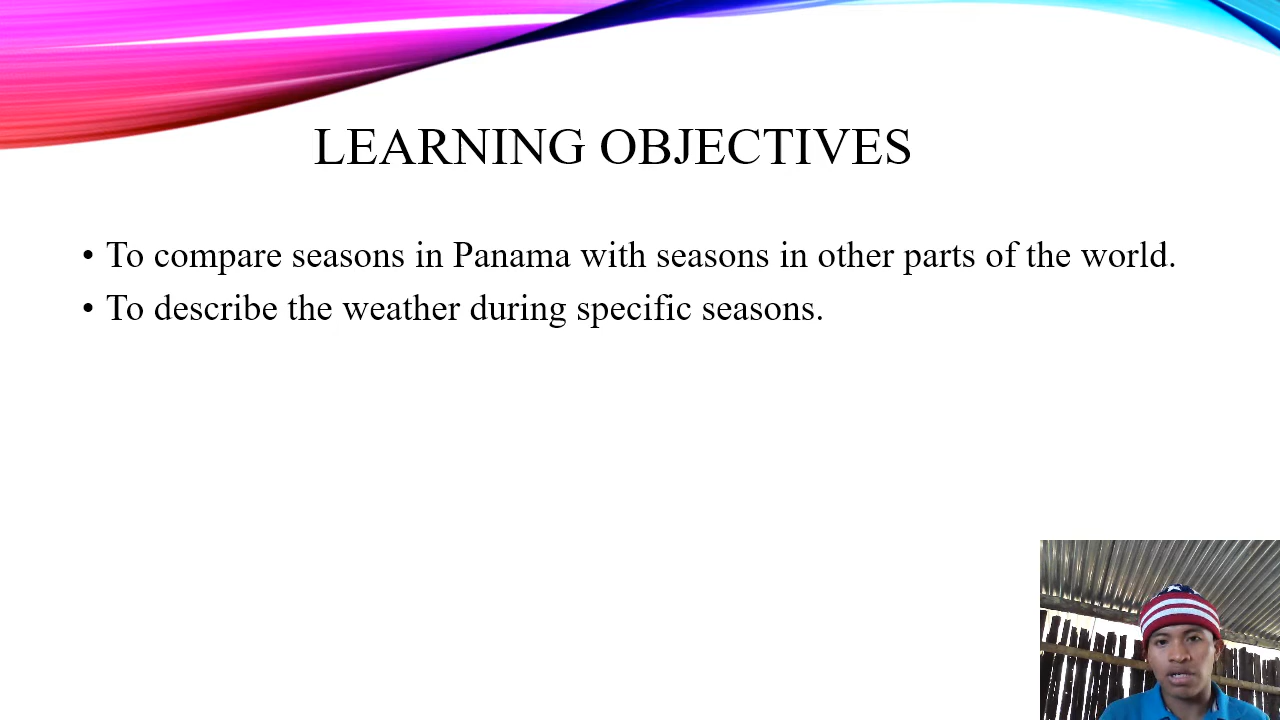 LEARNING OBJECTIVES
• To compare seasons in Panama with seasons in other parts of the world.
• To describe the weather during specific seasons.